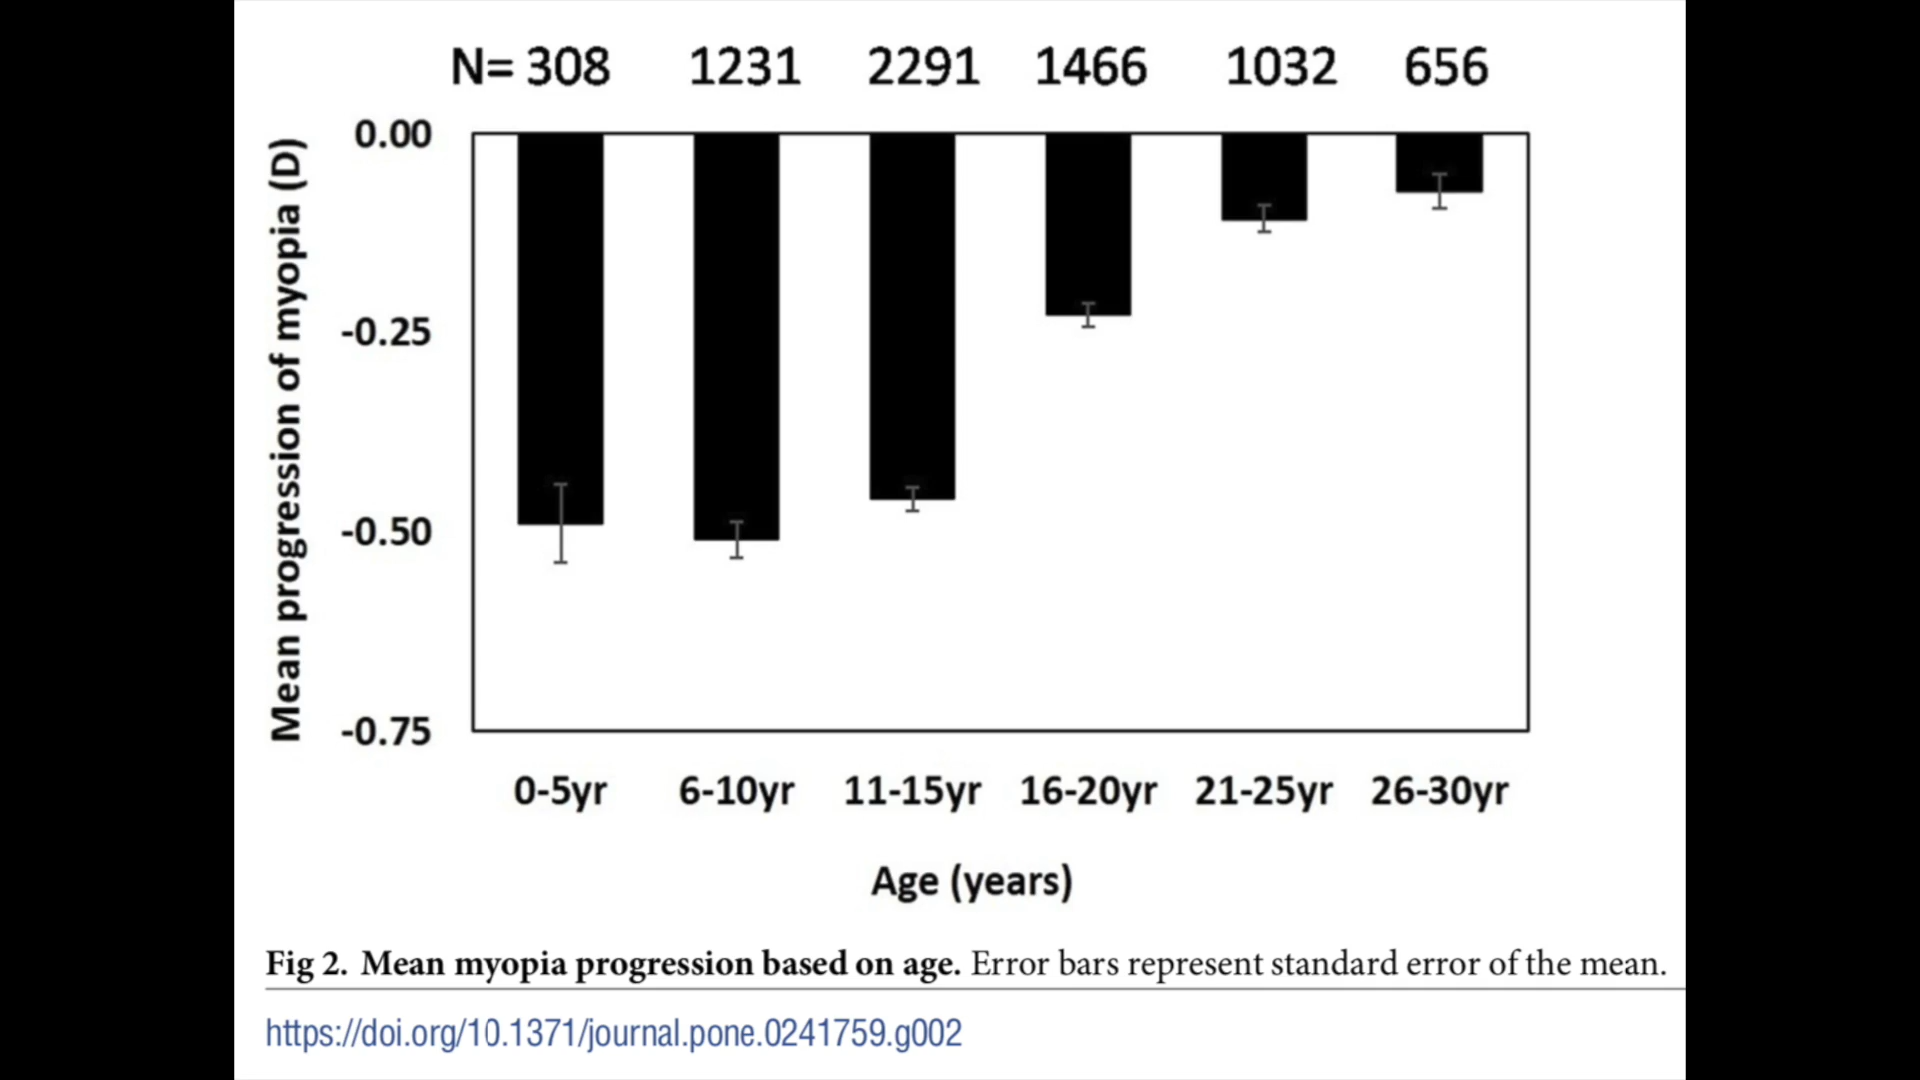 N= 308 1231 2291 1466 1032 656
Mean progression of myopia (D)
0.00
-0.25
-0.50
-0.75
0-5yr 6-10yr 11-15yr 16-20yr 21-25yr 26-30yr
Age (years)
Fig 2. Mean myopia progression based on age. Error bars represent standard error of the mean.
https://doi.org/10.1371/journal.pone.0241759.g002